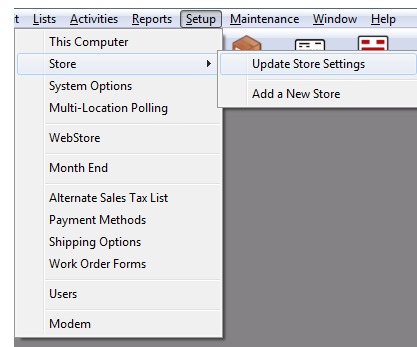 t Lists Activities Reports Setup Maintenance Window Help
This Computer
Store
Update Store Settings
System Options
Add a New Store
Multi-Location Polling
WebStore
Month End
Alternate Sales Tax List
Payment Methods
Shipping Options
Work Order Forms
Users
Modem